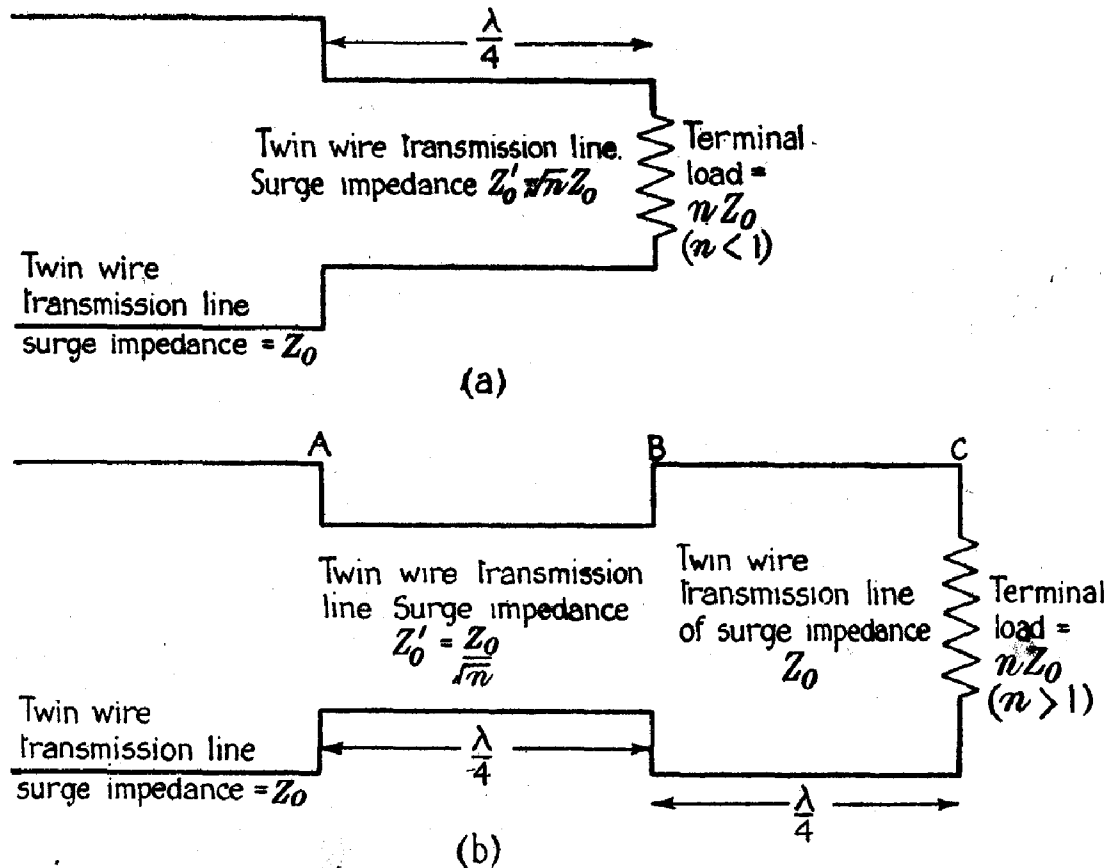 λ/4
Twin wire transmission line.
Surge impedance Z₀′ = √n Z₀
Terminal
load =
n Z₀
(n < 1)
Twin wire
transmission line
surge impedance = Z₀
(a)
A B C
Twin wire transmission
line Surge impedance
Z₀′ = Z₀/√n
Twin wire
transmission line
of surge impedance
Z₀
Terminal
load =
n Z₀
(n > 1)
Twin wire
transmission line
surge impedance = Z₀
λ/4
λ/4
(b)